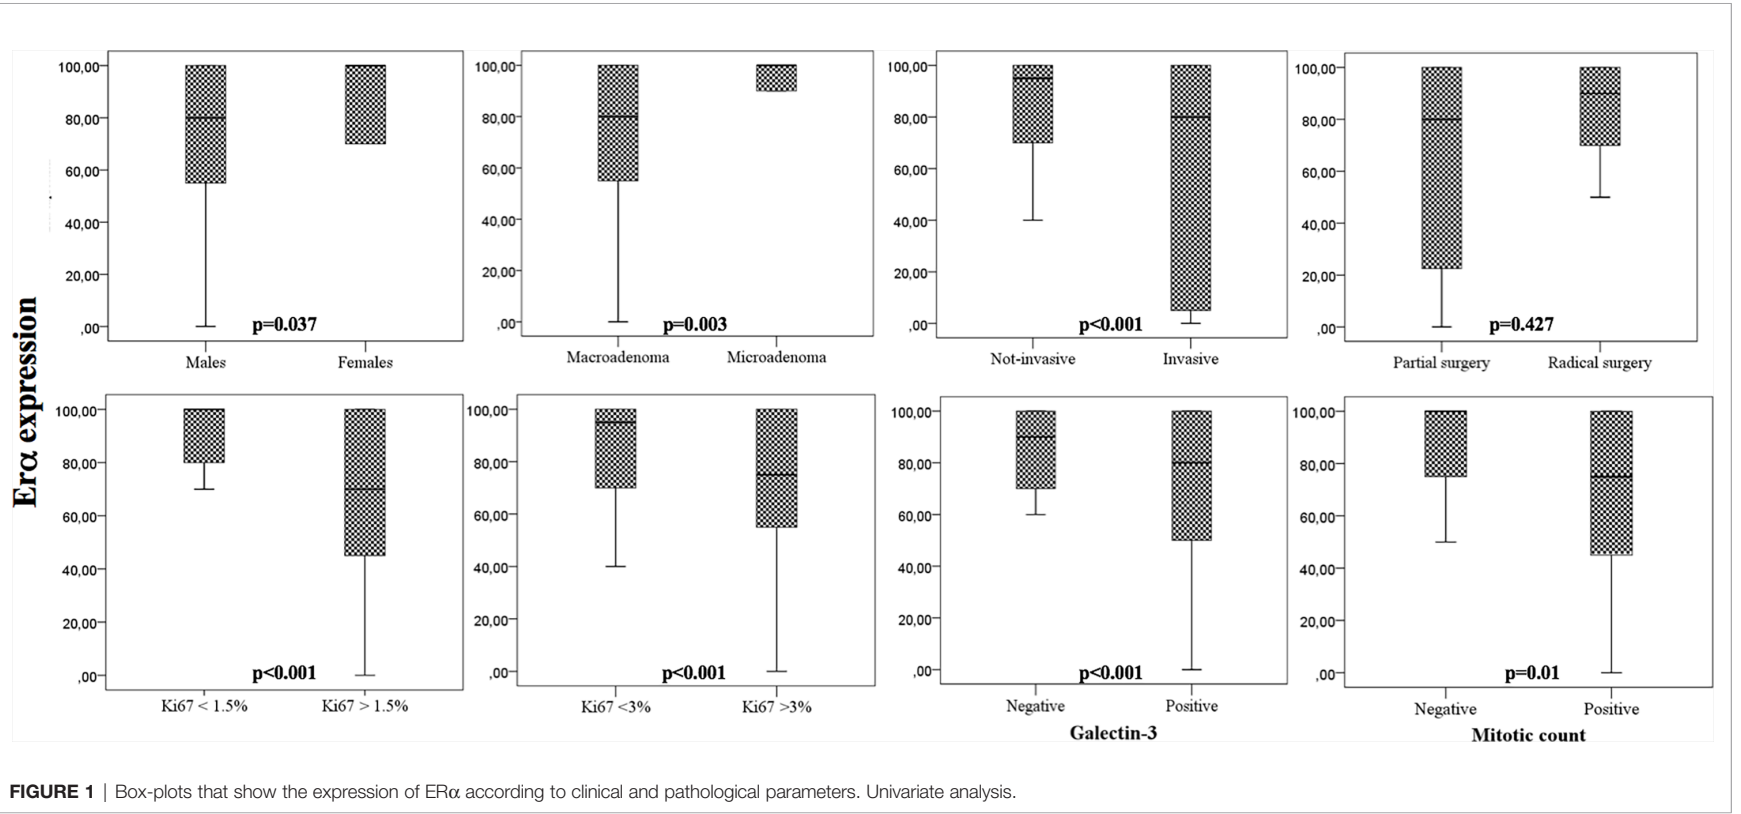 Erα expression
100,00
80,00
60,00
40,00
20,00
,00
p=0.037
Males Females
100,00
80,00
60,00
40,00
20,00
,00
p=0.003
Macroadenoma Microadenoma
100,00
80,00
60,00
40,00
20,00
,00
p<0.001
Not-invasive Invasive
100,00
80,00
60,00
40,00
20,00
,00
p=0.427
Partial surgery Radical surgery
100,00
80,00
60,00
40,00
20,00
,00
p<0.001
Ki67 < 1.5% Ki67 > 1.5%
100,00
80,00
60,00
40,00
20,00
,00
p<0.001
Ki67 <3% Ki67 >3%
100,00
80,00
60,00
40,00
20,00
,00
p<0.001
Negative Positive
Galectin-3
100,00
80,00
60,00
40,00
20,00
,00
p=0.01
Negative Positive
Mitotic count
FIGURE 1 | Box-plots that show the expression of ERα according to clinical and pathological parameters. Univariate analysis.